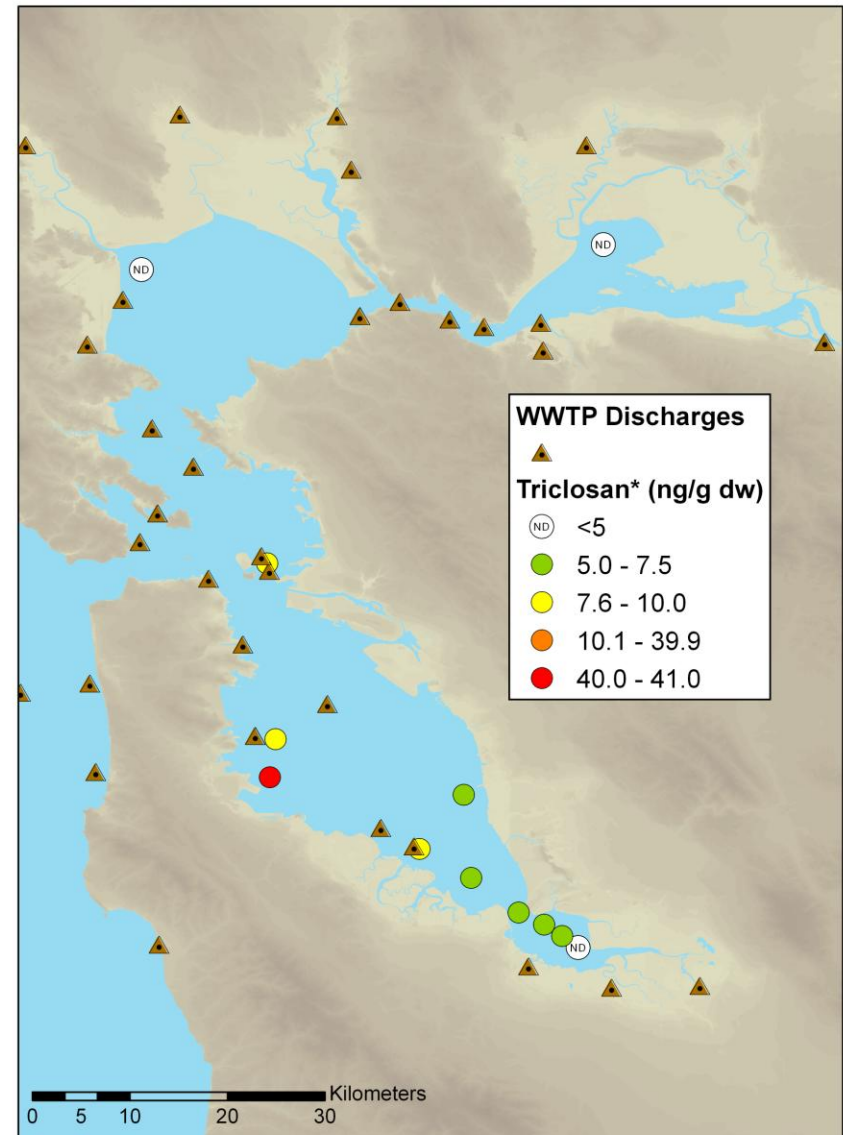 ND
ND
WWTP Discharges
Triclosan* (ng/g dw)
ND <5
5.0 - 7.5
7.6 - 10.0
10.1 - 39.9
40.0 - 41.0
ND
Kilometers
0 5 10 20 30